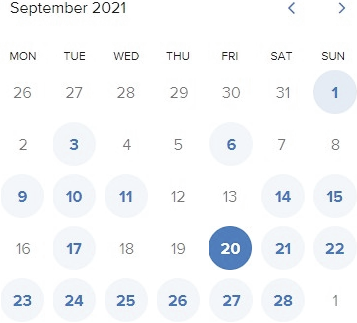 September 2021
MON TUE WED THU FRI SAT SUN
26 27 28 29 30 31 1
2 3 4 5 6 7 8
9 10 11 12 13 14 15
16 17 18 19 20 21 22
23 24 25 26 27 28 1